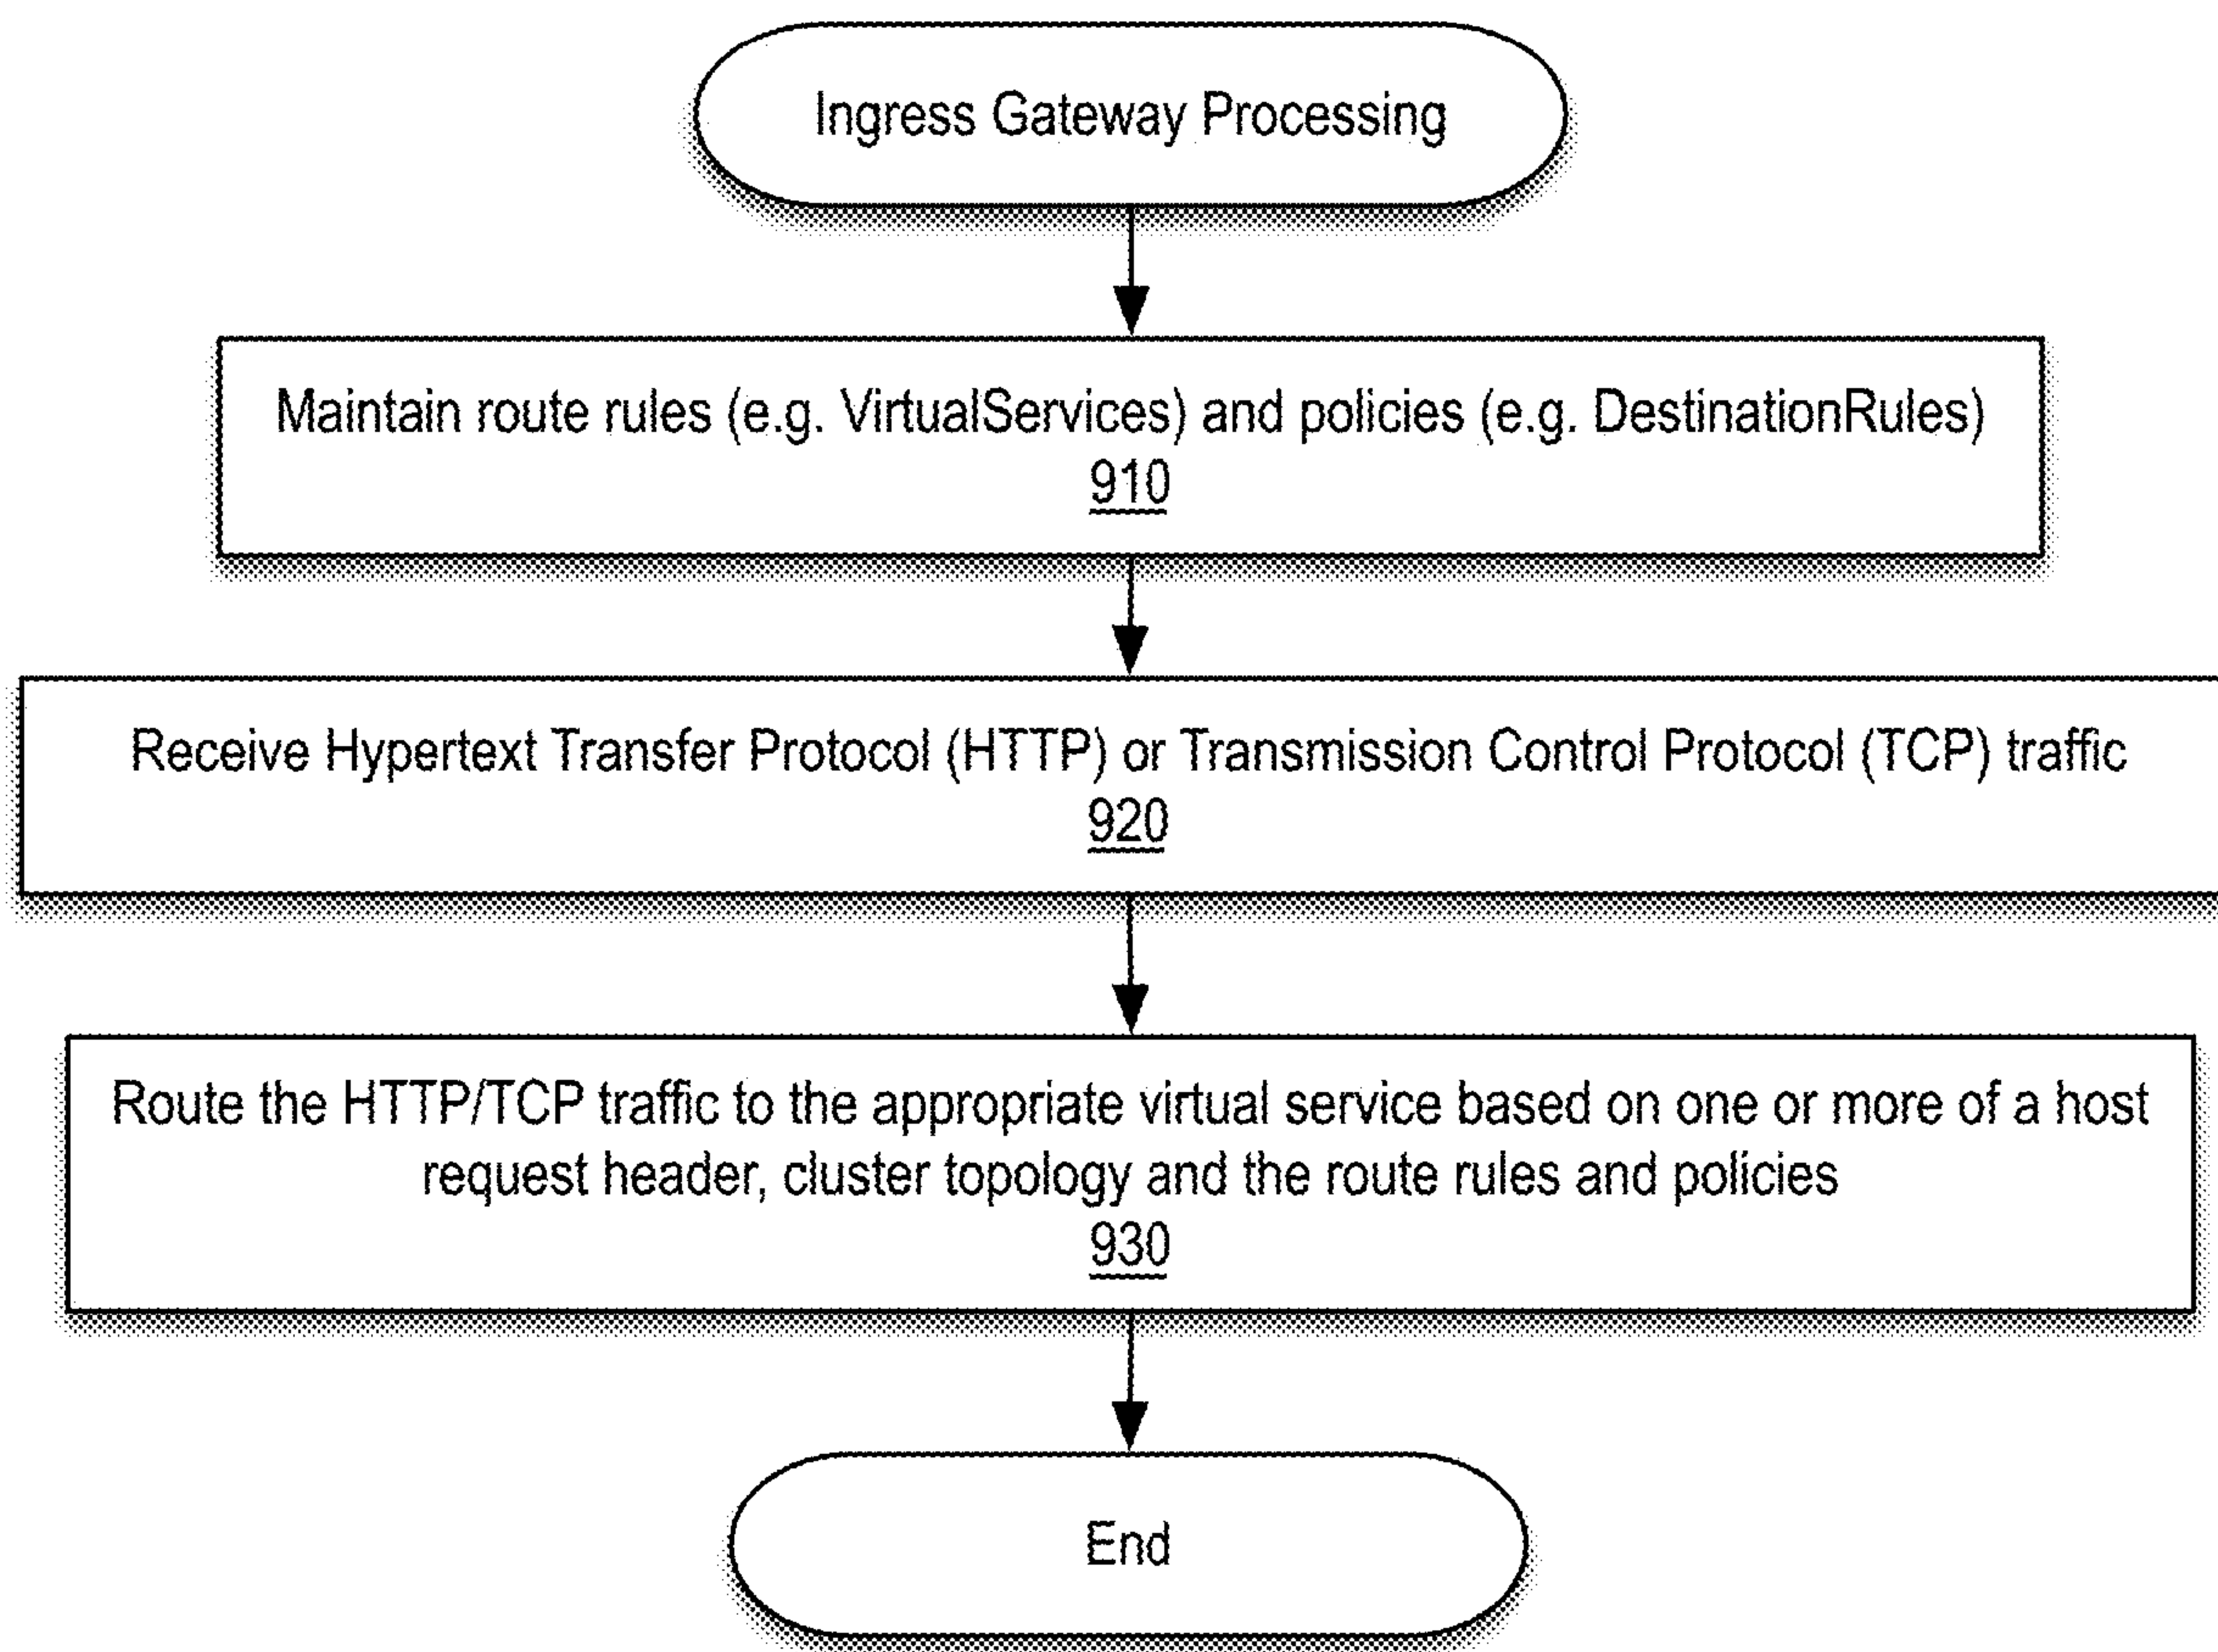 Ingress Gateway Processing
Maintain route rules (e.g. VirtualServices) and policies (e.g. DestinationRules)
910
Receive Hypertext Transfer Protocol (HTTP) or Transmission Control Protocol (TCP) traffic
920
Route the HTTP/TCP traffic to the appropriate virtual service based on one or more of a host
request header, cluster topology and the route rules and policies
930
End